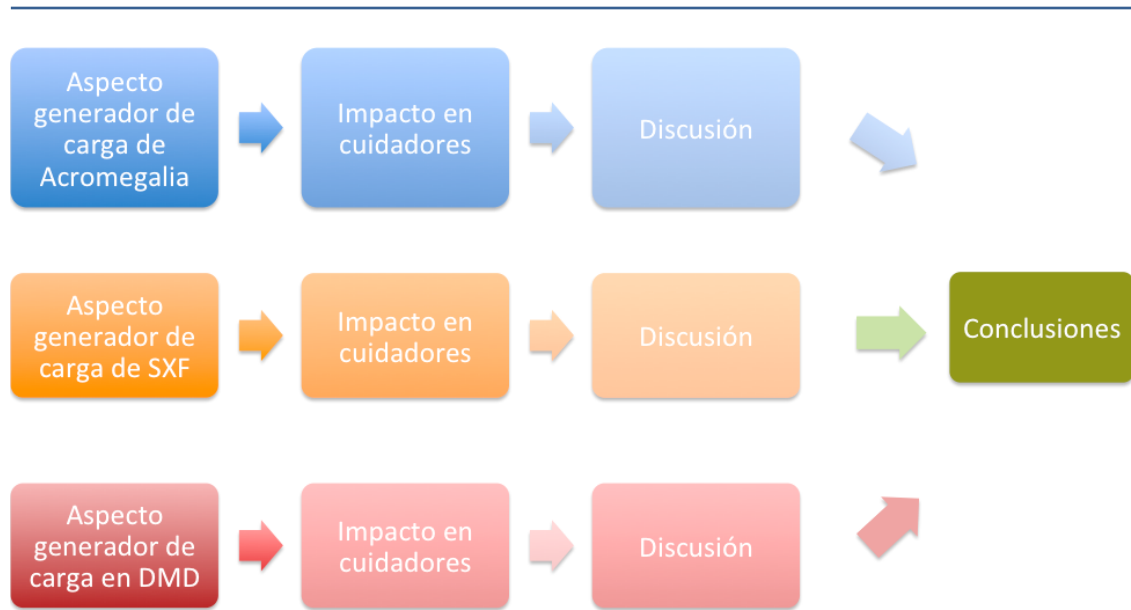 Aspecto
generador de
carga de
Acromegalia
Impacto en
cuidadores
Discusión
Aspecto
generador de
carga de SXF
Impacto en
cuidadores
Discusión
Conclusiones
Aspecto
generador de
carga en DMD
Impacto en
cuidadores
Discusión